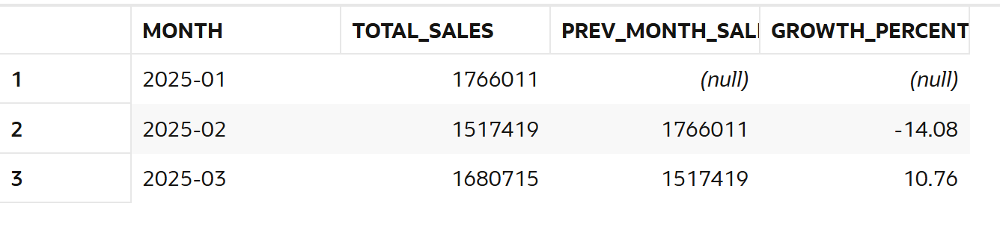 MONTH TOTAL_SALES PREV_MONTH_SAL GROWTH_PERCENT
1 2025-01 1766011 (null) (null)
2 2025-02 1517419 1766011 -14.08
3 2025-03 1680715 1517419 10.76